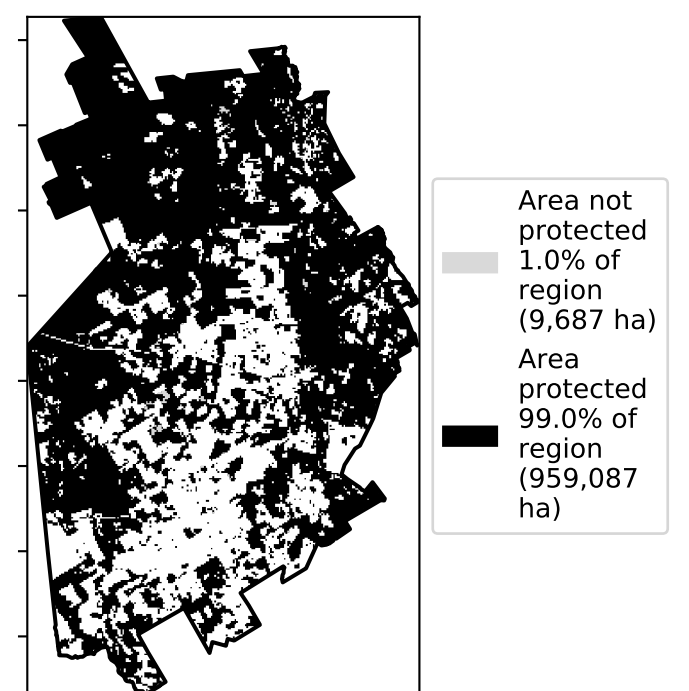 Area not
protected
1.0% of
region
(9,687 ha)
Area
protected
99.0% of
region
(959,087
ha)